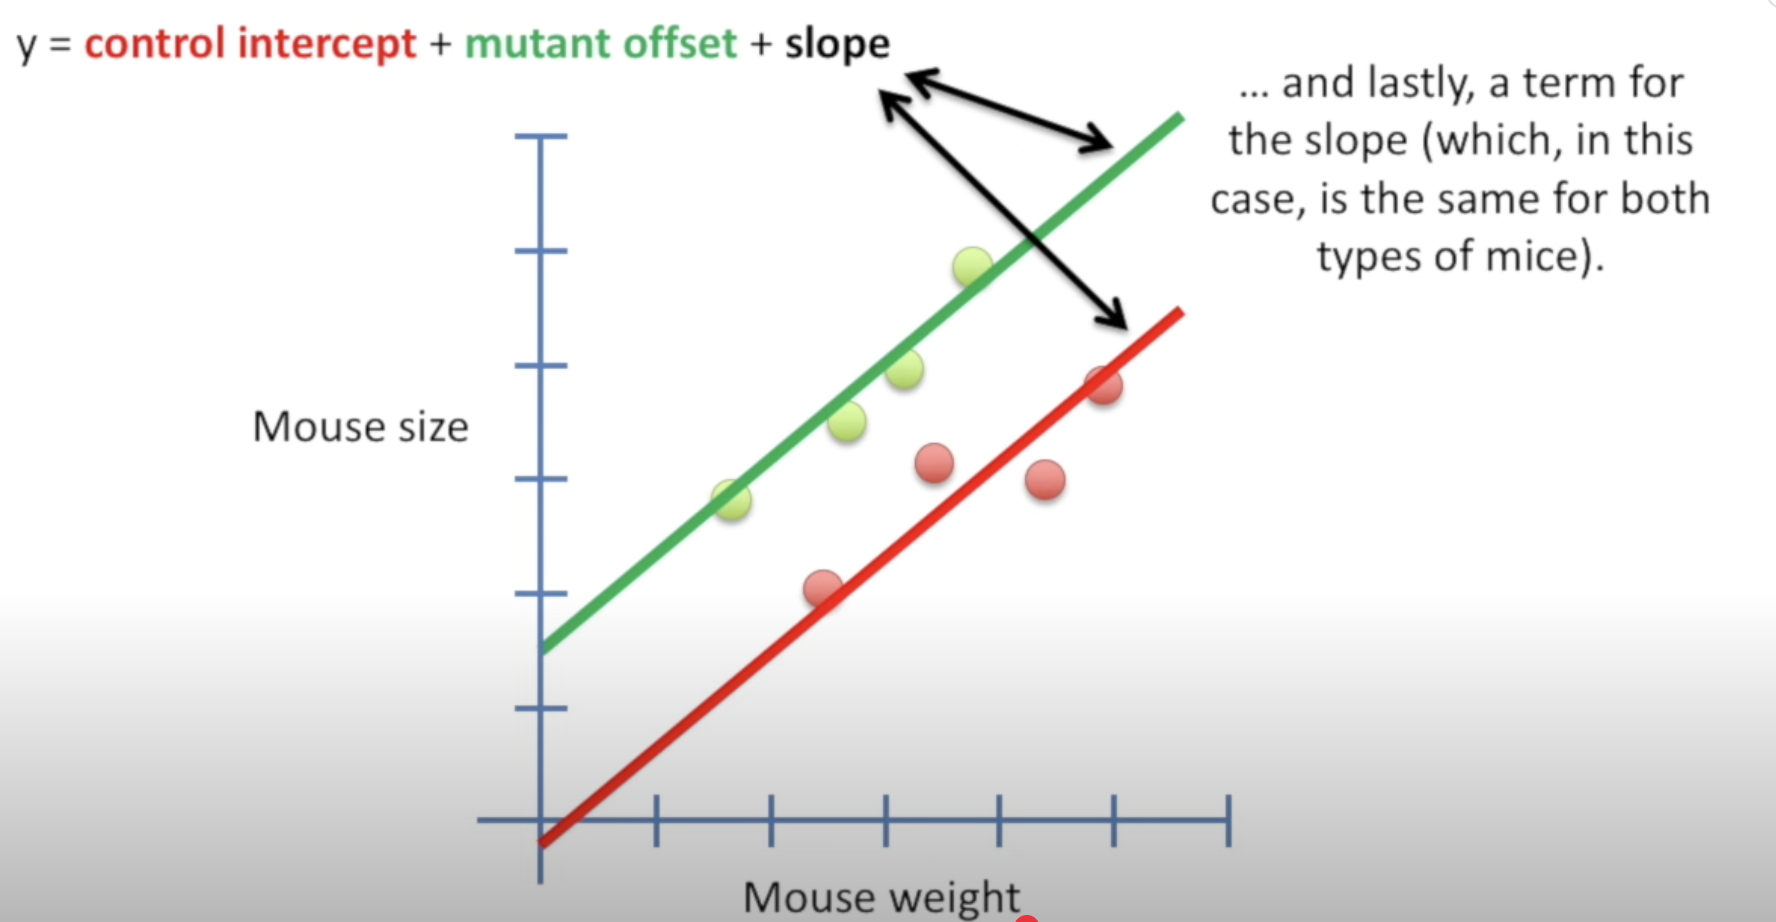 y = control intercept + mutant offset + slope
... and lastly, a term for
the slope (which, in this
case, is the same for both
types of mice).
Mouse size
Mouse weight